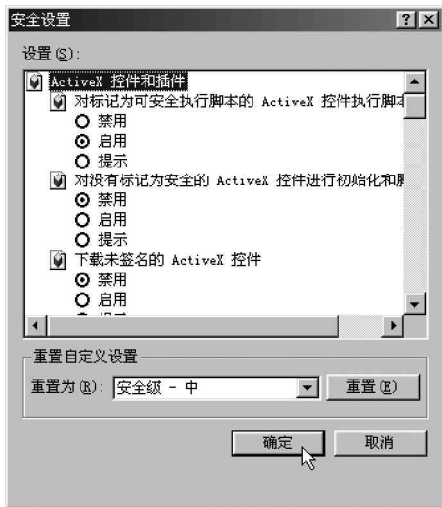 安全设置
设置(S):
ActiveX 控件和插件
对标记为可安全执行脚本的 ActiveX 控件执行脚本
禁用
启用
提示
对没有标记为安全的 ActiveX 控件进行初始化和脚
禁用
启用
提示
下载未签名的 ActiveX 控件
禁用
启用
重置自定义设置
重置为(R):
安全级 - 中
重置(E)
确定
取消